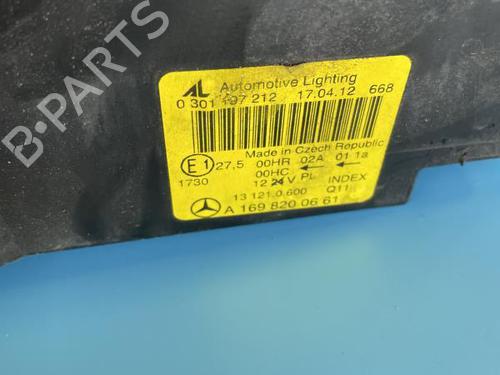 AL Automotive Lighting
0 301 197 212 17.04.12 668
Made in Czech Republic
E1 27,5 00HR 02A 01 1a
00HC
1730 12 24 V PL INDEX
13 121.0.600 Q11
A 169 820 06 61
B-PARTS